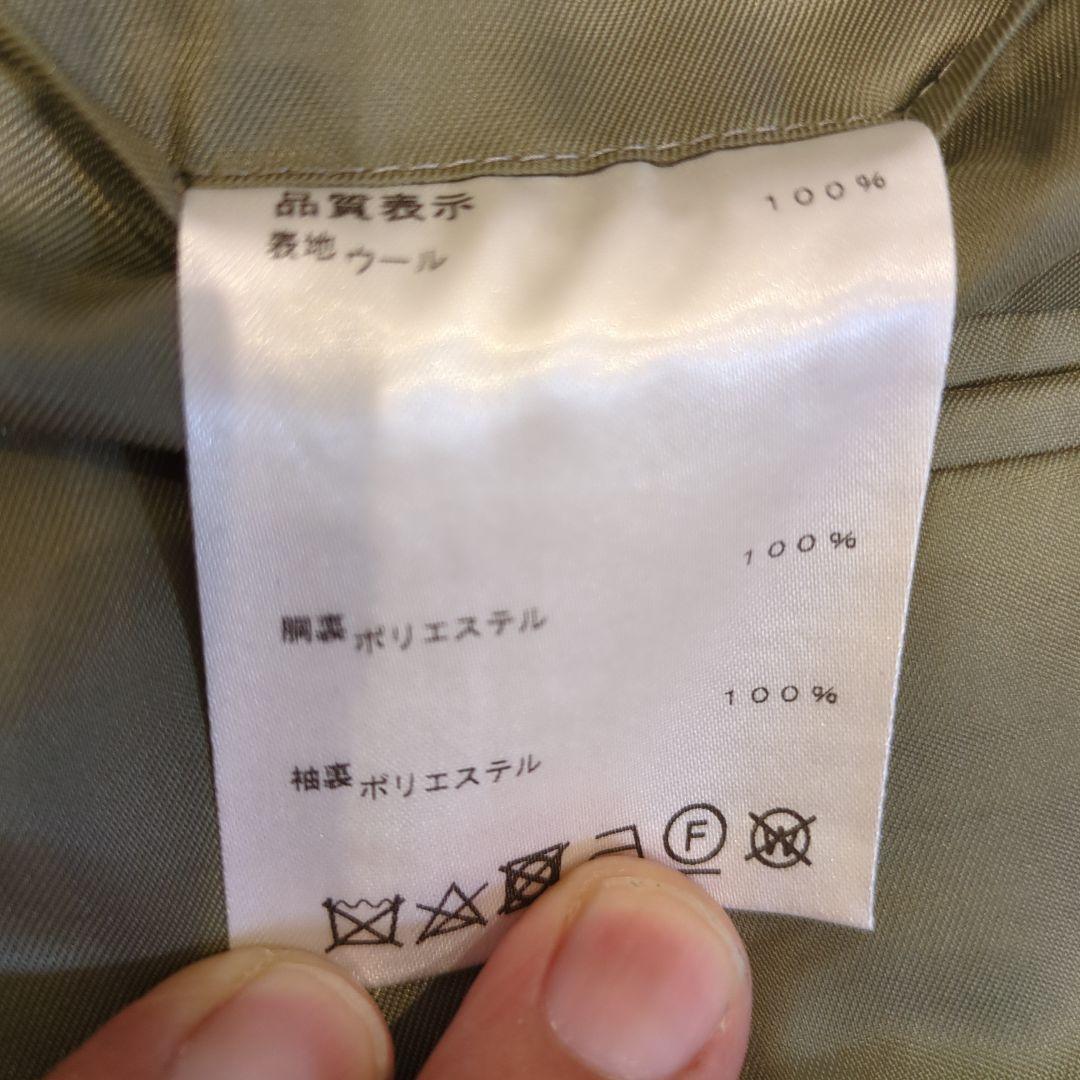 品質表示
表地 ウール 100%
胴裏 ポリエステル 100%
袖裏 ポリエステル 100%
F W